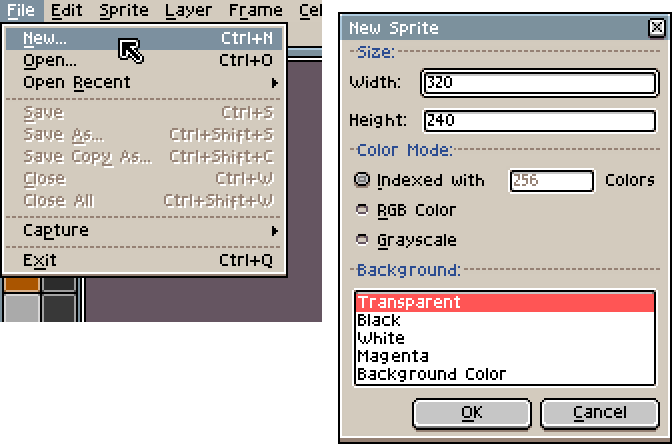 File Edit Sprite Layer Frame Cel
New... Ctrl+N
Open... Ctrl+O
Open Recent
Save Ctrl+S
Save As... Ctrl+Shift+S
Save Copy As... Ctrl+Shift+C
Close Ctrl+W
Close All Ctrl+Shift+W
Capture
Exit Ctrl+Q
New Sprite
Size:
Width: 320
Height: 240
Color Mode:
Indexed with 256 Colors
RGB Color
Grayscale
Background:
Transparent
Black
White
Magenta
Background Color
OK Cancel